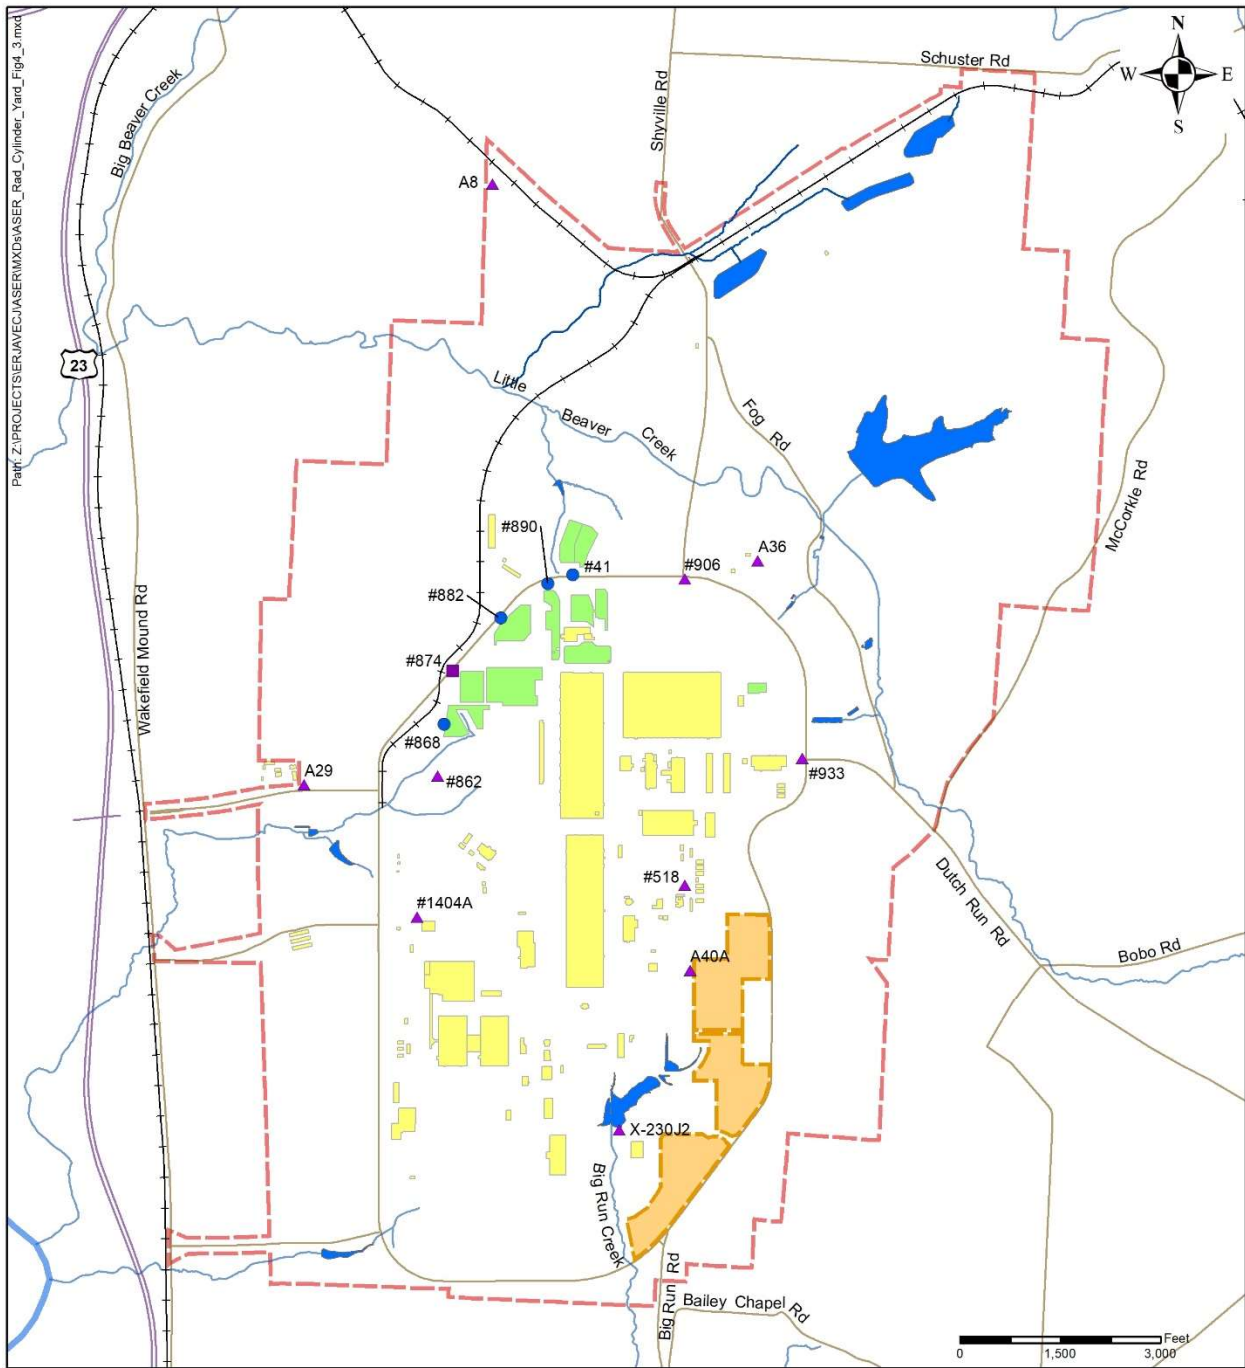 Path: Z:\PROJECTS\ERJAVECJ\ASER\MXDs\ASER_Rad_Cylinder_Yard_Fig4_3.mxd
N
W
E
S
Schuster Rd
Shyville Rd
Big Beaver Creek
A8
23
Little
Beaver
Creek
Fog Rd
McCorkle Rd
#890
#41
#906
A36
#882
#874
Wakefield Mound Rd
#868
#862
A29
#933
#518
#1404A
Dutch Run Rd
Bobo Rd
A40A
X-230J2
Big Run Creek
Big Run Rd
Bailey Chapel Rd
Feet
0
1,500
3,000